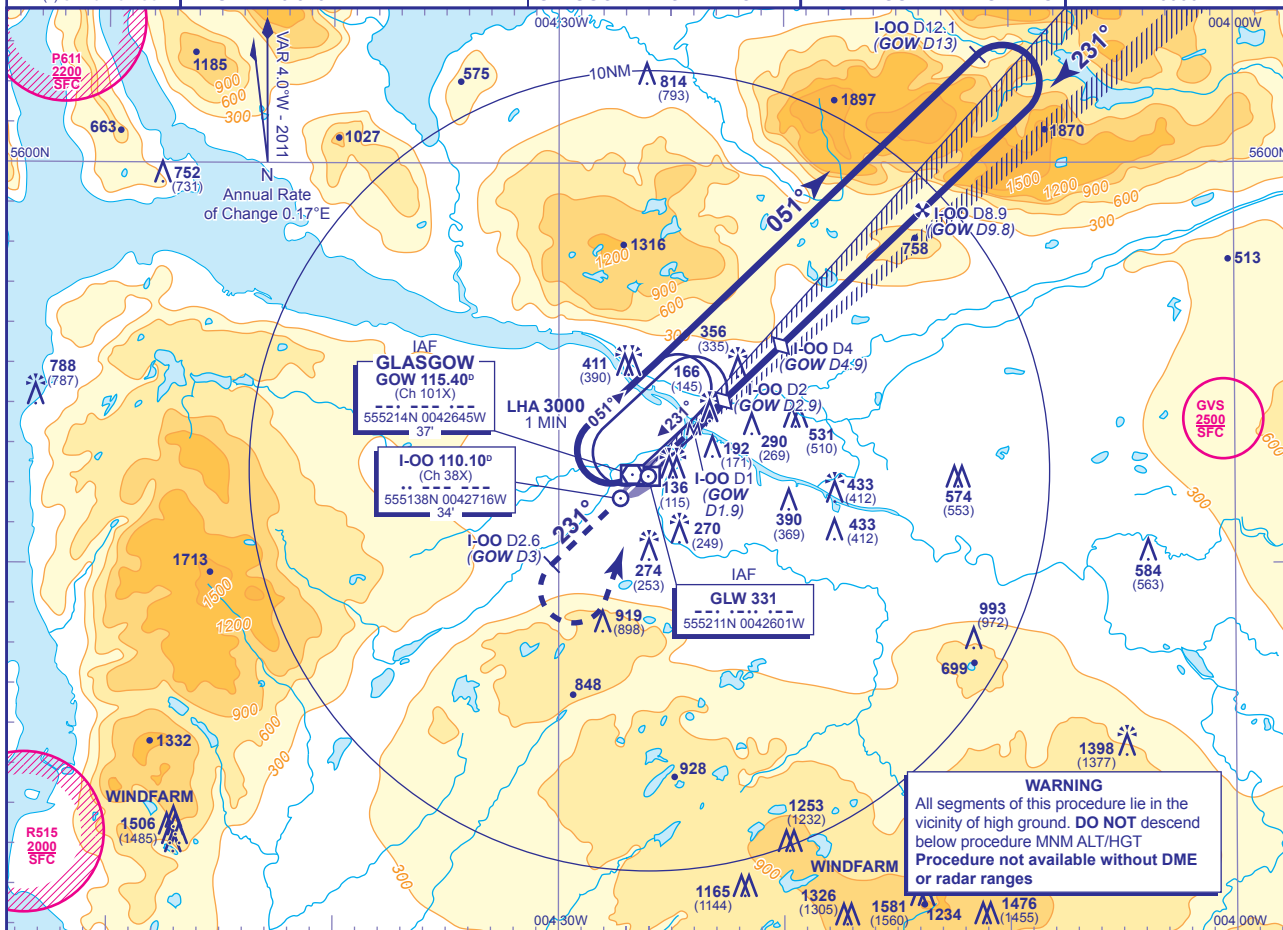 004 30W
004 00W
P611
2200
SFC
1185
900
600
300
VAR 4.0°W - 2011
575
10NM
814
(793)
I-OO D12.1
(GOW D13)
231°
1897
663
1027
1870
5600N
5600N
752
(731)
N
Annual Rate
of Change 0.17°E
1500
1200
900
600
300
051°
I-OO D8.9
(GOW D9.8)
1316
1200
758
513
900
600
300
356
(335)
788
(787)
IAF
GLASGOW
GOW 115.40ᴰ
(Ch 101X)
555214N 0042645W
37'
411
(390)
166
(145)
I-OO D4
(GOW D4.9)
I-OO D2
(GOW D2.9)
LHA 3000
1 MIN
051°
231°
GVS
2500
SFC
600
192
(171)
290
(269)
531
(510)
I-OO 110.10ᴰ
(Ch 38X)
555138N 0042716W
34'
136
(115)
I-OO D1
(GOW
D1.9)
433
(412)
574
(553)
300
390
(369)
433
(412)
231°
270
(249)
I-OO D2.6
(GOW D3)
274
(253)
584
(563)
1713
1500
1200
IAF
GLW 331
555211N 0042601W
919
(898)
993
(972)
699
848
900
600
300
1332
1398
(1377)
928
WINDFARM
1506
(1485)
1253
(1232)
WARNING
All segments of this procedure lie in the
vicinity of high ground. DO NOT descend
below procedure MNM ALT/HGT
Procedure not available without DME
or radar ranges
R515
2000
SFC
900
WINDFARM
300
1165
(1144)
1326
(1305)
1581
(1560)
1234
1476
(1455)
004 30W
004 00W